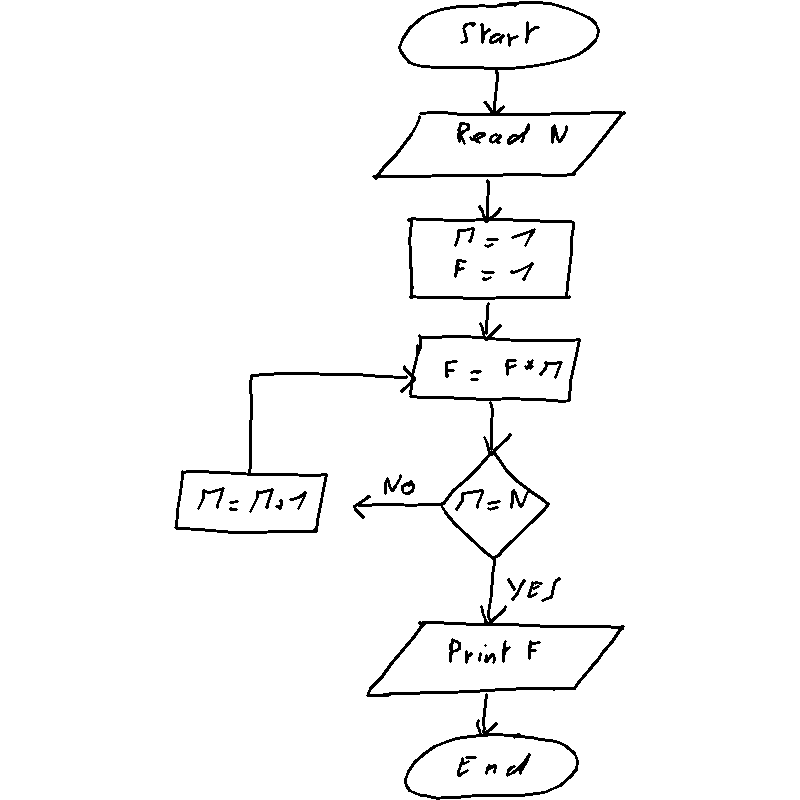 Start
Read N
M = 1
F = 1
F = F * M
NO
M = N
M = M + 1
YES
Print F
End